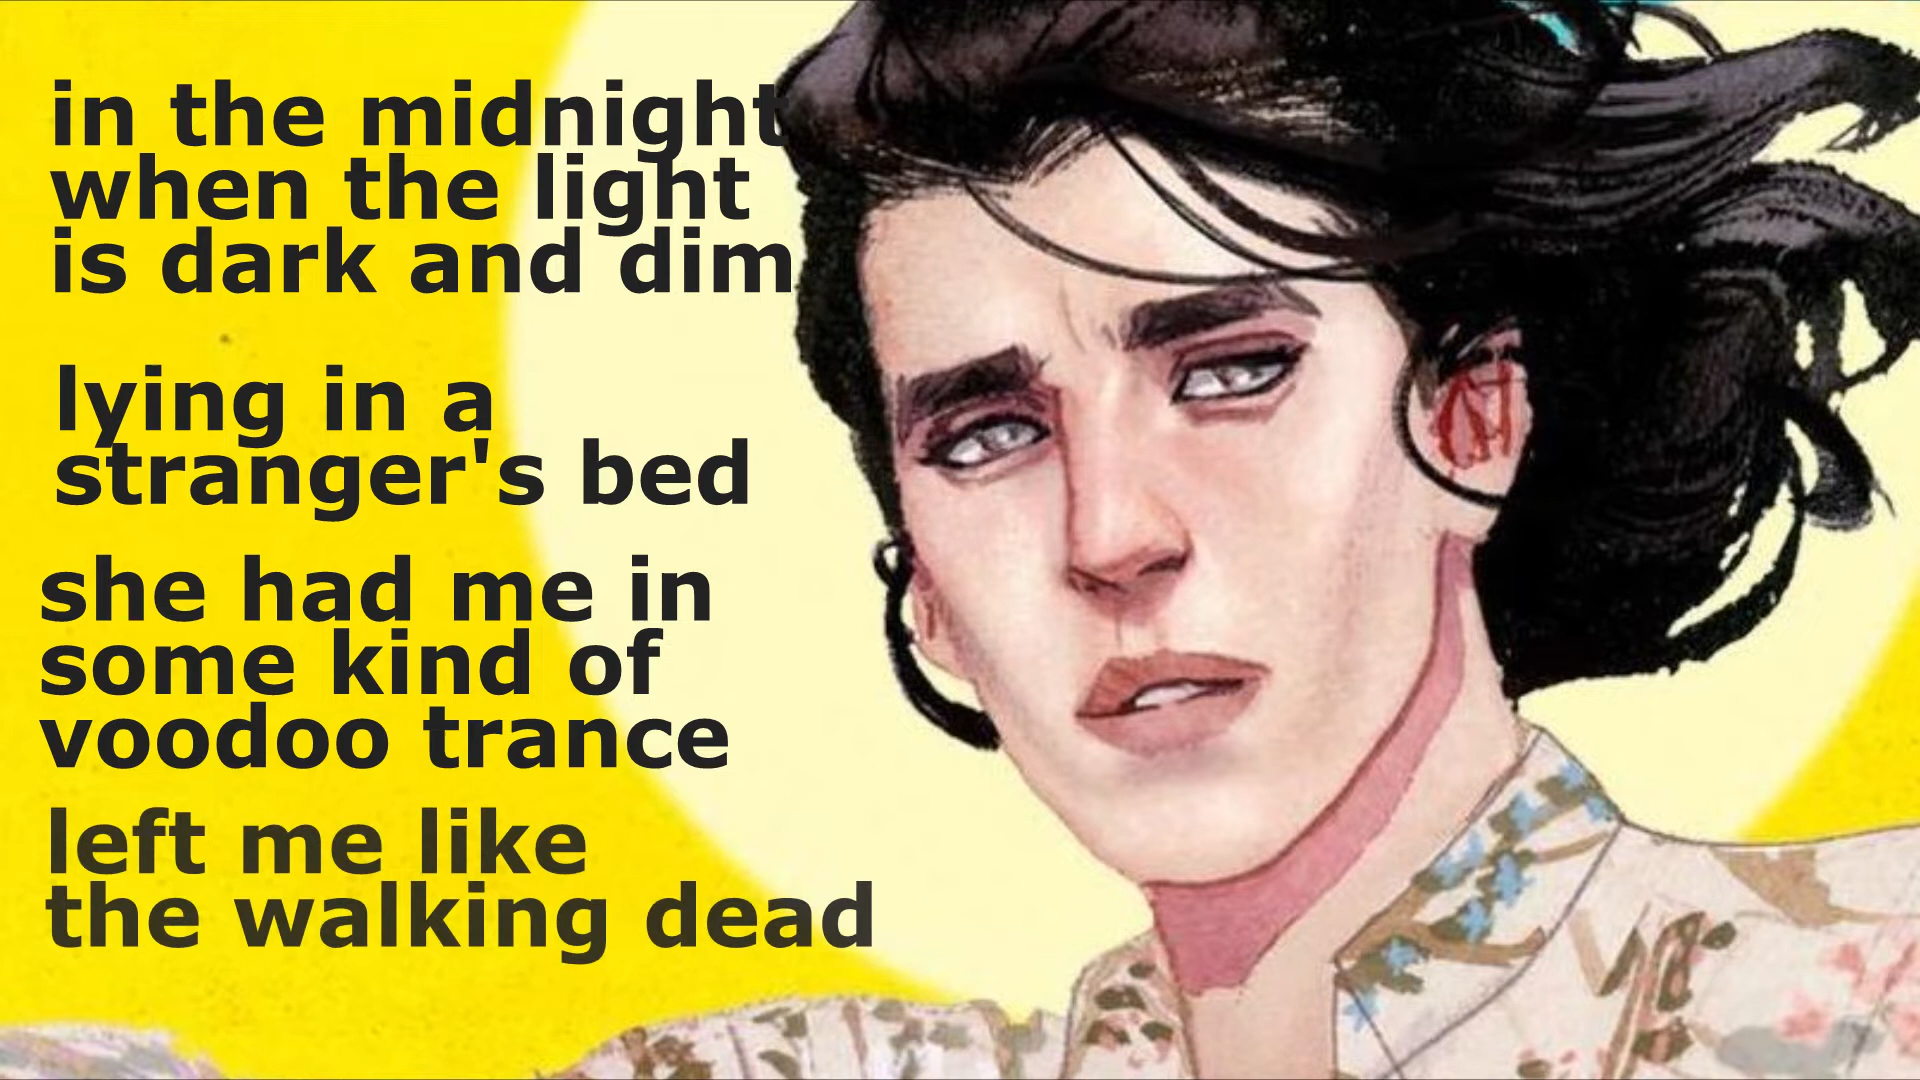 in the midnight
when the light
is dark and dim
lying in a
stranger's bed
she had me in
some kind of
voodoo trance
left me like
the walking dead